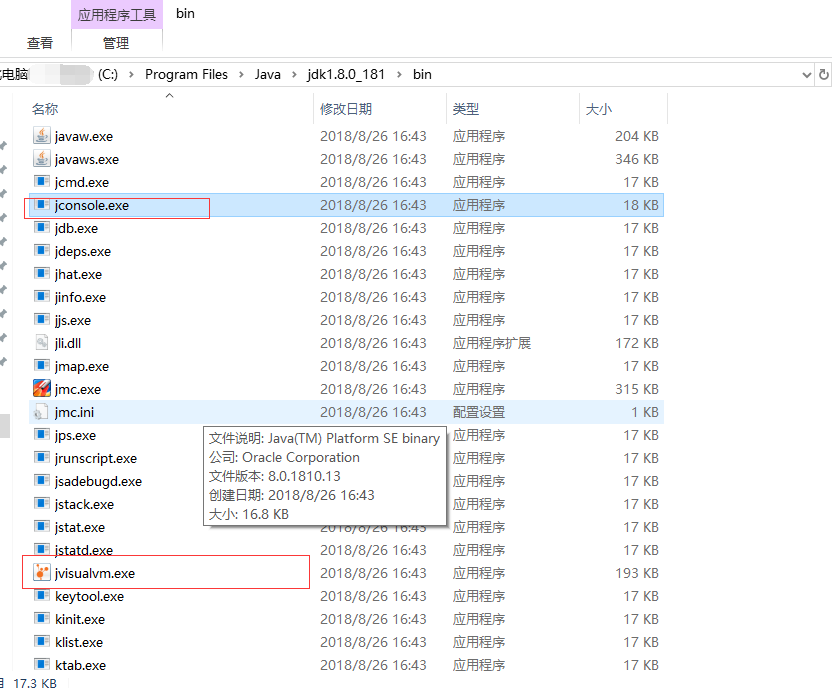 应用程序工具 bin
查看 管理
电脑 (C:) › Program Files › Java › jdk1.8.0_181 › bin
名称 修改日期 类型 大小
javaw.exe 2018/8/26 16:43 应用程序 204 KB
javaws.exe 2018/8/26 16:43 应用程序 346 KB
jcmd.exe 2018/8/26 16:43 应用程序 17 KB
jconsole.exe 2018/8/26 16:43 应用程序 18 KB
jdb.exe 2018/8/26 16:43 应用程序 17 KB
jdeps.exe 2018/8/26 16:43 应用程序 17 KB
jhat.exe 2018/8/26 16:43 应用程序 17 KB
jinfo.exe 2018/8/26 16:43 应用程序 17 KB
jjs.exe 2018/8/26 16:43 应用程序 17 KB
jli.dll 2018/8/26 16:43 应用程序扩展 172 KB
jmap.exe 2018/8/26 16:43 应用程序 17 KB
jmc.exe 2018/8/26 16:43 应用程序 315 KB
jmc.ini 2018/8/26 16:43 配置设置 1 KB
jps.exe 应用程序 17 KB
jrunscript.exe 应用程序 17 KB
jsadebugd.exe 应用程序 17 KB
jstack.exe 应用程序 17 KB
jstat.exe 2018/8/26 16:43 应用程序 17 KB
文件说明: Java(TM) Platform SE binary
公司: Oracle Corporation
文件版本: 8.0.1810.13
创建日期: 2018/8/26 16:43
大小: 16.8 KB
jstatd.exe 2018/8/26 16:43 应用程序 17 KB
jvisualvm.exe 2018/8/26 16:43 应用程序 193 KB
keytool.exe 2018/8/26 16:43 应用程序 17 KB
kinit.exe 2018/8/26 16:43 应用程序 17 KB
klist.exe 2018/8/26 16:43 应用程序 17 KB
ktab.exe 2018/8/26 16:43 应用程序 17 KB
17.3 KB